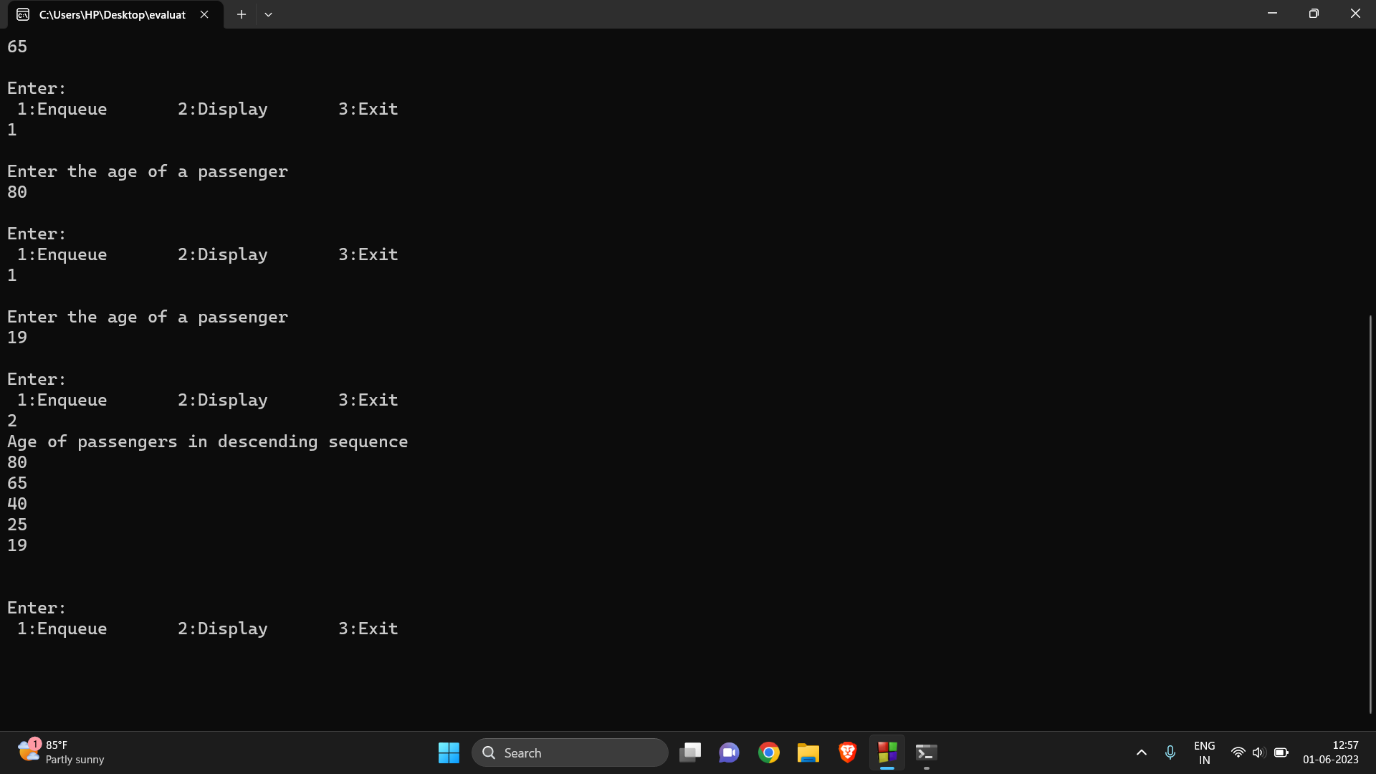 C:\Users\HP\Desktop\evaluat
65
Enter:
1:Enqueue 2:Display 3:Exit
1
Enter the age of a passenger
80
Enter:
1:Enqueue 2:Display 3:Exit
1
Enter the age of a passenger
19
Enter:
1:Enqueue 2:Display 3:Exit
2
Age of passengers in descending sequence
80
65
40
25
19
Enter:
1:Enqueue 2:Display 3:Exit
1
85°F
Partly sunny
Search
ENG
IN
12:57
01-06-2023